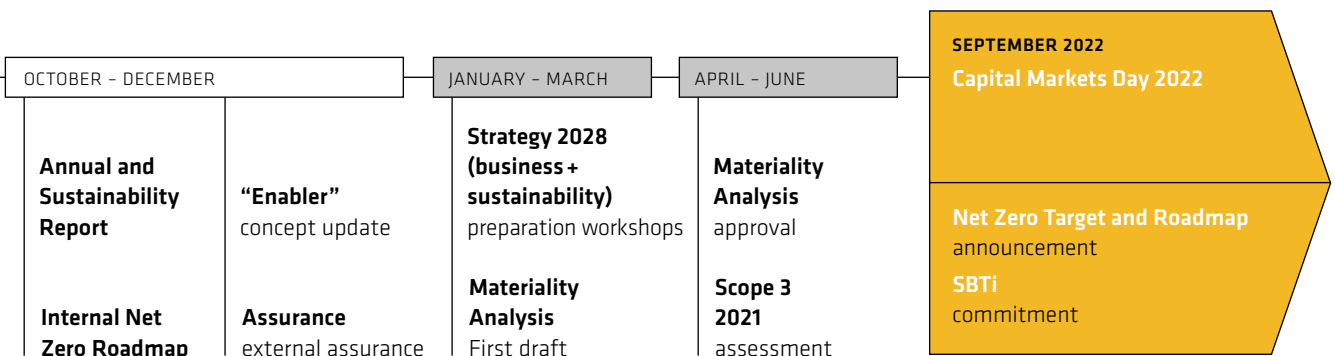 OCTOBER – DECEMBER
Annual and
Sustainability
Report
Internal Net
Zero Roadmap
“Enabler”
concept update
Assurance
external assurance
JANUARY – MARCH
Strategy 2028
(business +
sustainability)
preparation workshops
Materiality
Analysis
First draft
APRIL – JUNE
Materiality
Analysis
approval
Scope 3
2021
assessment
SEPTEMBER 2022
Capital Markets Day 2022
Net Zero Target and Roadmap
announcement
SBTi
commitment